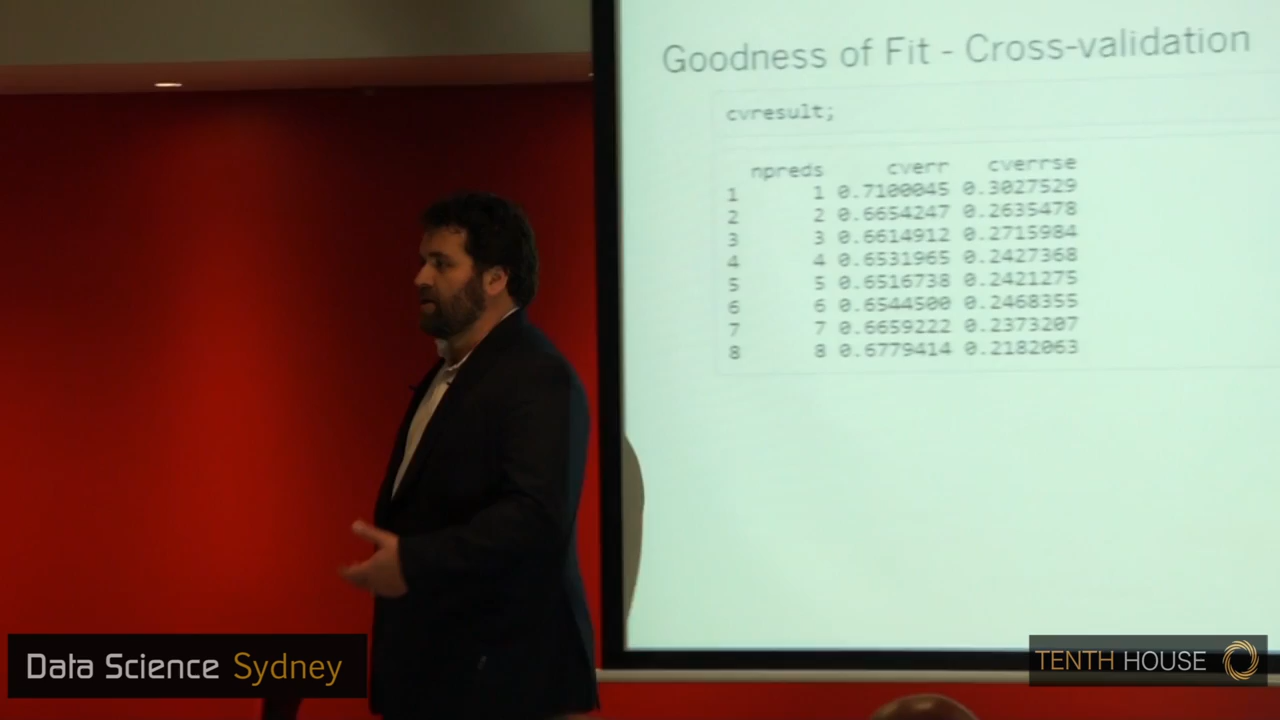 Goodness of Fit - Cross-validation
cvresult;
npreds cverr cverrse
1 1 0.7100045 0.3027529
2 2 0.6654247 0.2635478
3 3 0.6614912 0.2715984
4 4 0.6531965 0.2427368
5 5 0.6516738 0.2421275
6 6 0.6544500 0.2468355
7 7 0.6659222 0.2373207
8 8 0.6779414 0.2182063
Data Science Sydney
TENTH HOUSE